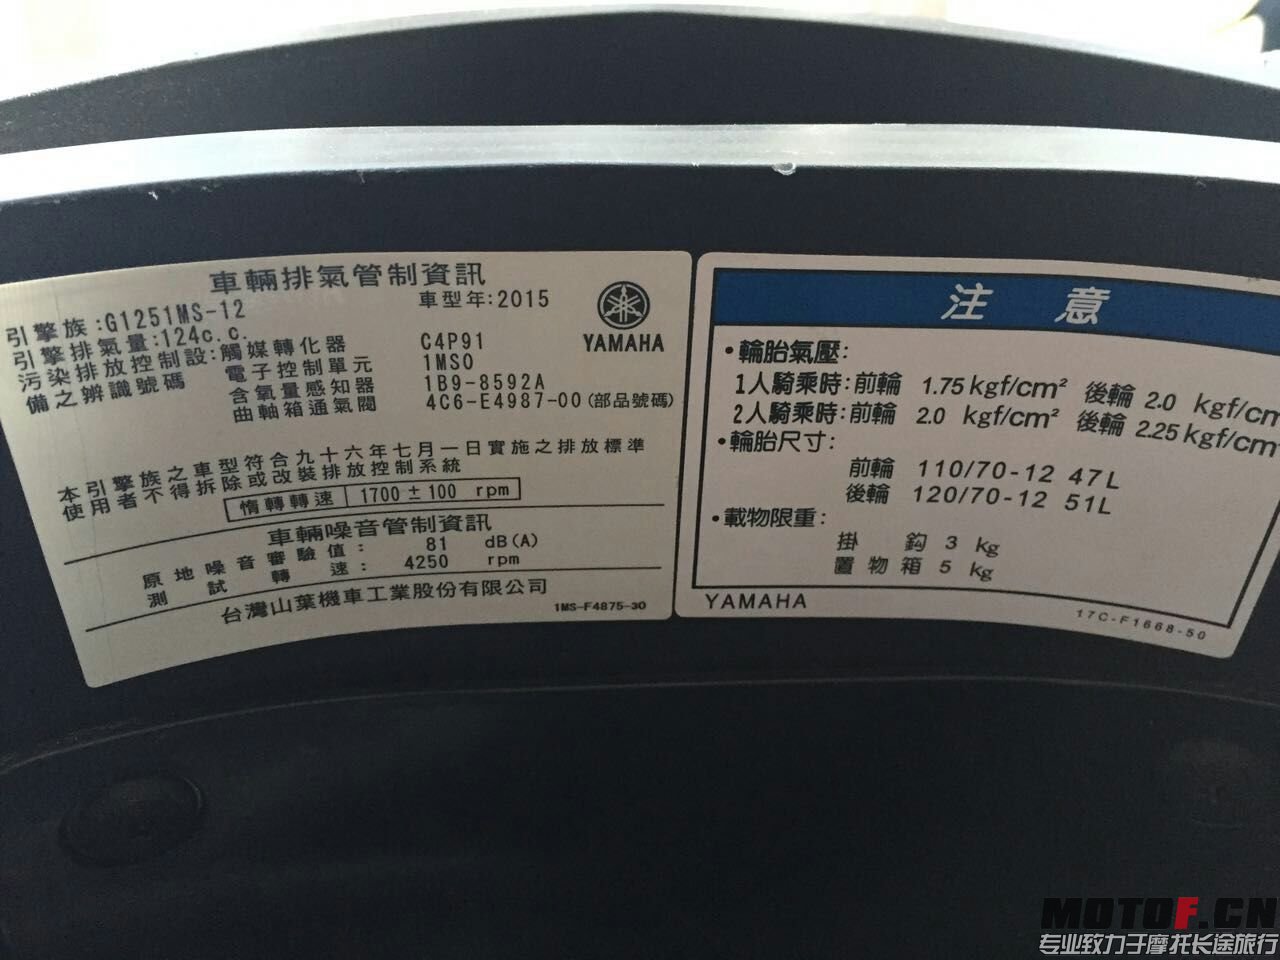 車輛排氣管制資訊
引擎族:G1251MS-12 車型年:2015
引擎排氣量:124c.c.
污染排放控制設:觸媒轉化器 C4P91
備之辨識號碼 電子控制單元 1MS0
含氧量感知器 1B9-8592A
曲軸箱通氣閥 4C6-E4987-00(部品號碼)
YAMAHA
本引擎族之車型符合九十六年七月一日實施之排放標準
使用者不得拆除或改裝排放控制系統
惰轉轉速 1700±100 rpm
車輛噪音管制資訊
原地噪音審驗值: 81 dB(A)
測試轉速: 4250 rpm
台灣山葉機車工業股份有限公司
1MS-F4875-30
注意
•輪胎氣壓:
1人騎乘時:前輪 1.75 kgf/cm² 後輪 2.0 kgf/cm
2人騎乘時:前輪 2.0 kgf/cm² 後輪 2.25 kgf/cm
•輪胎尺寸:
前輪 110/70-12 47L
後輪 120/70-12 51L
•載物限重:
掛鈎 3 kg
置物箱 5 kg
YAMAHA
17C-F1668-50
MOTOF.CN
专业致力于摩托长途旅行